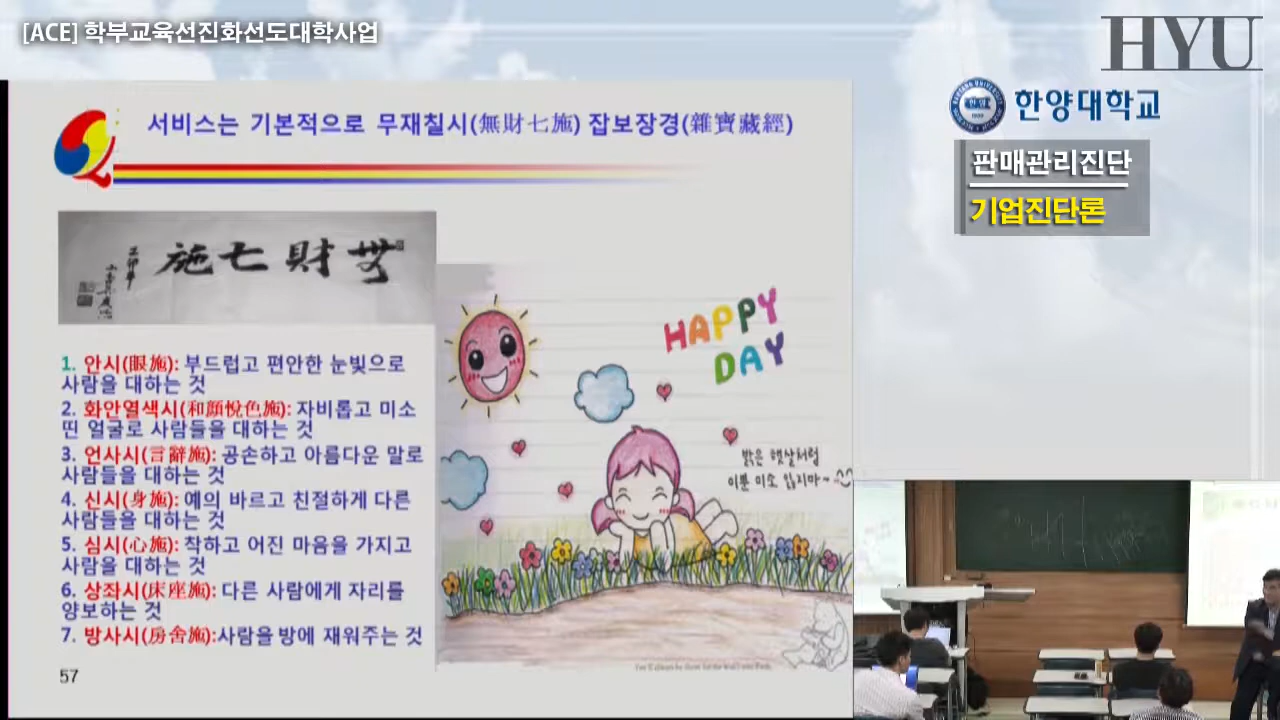 [ACE] 학부교육선진화선도대학사업
HYU
한양대학교
판매관리진단
기업진단론
서비스는 기본적으로 무재칠시(無財七施) 잡보장경(雜寶藏經)
施七財無
1. 안시(眼施): 부드럽고 편안한 눈빛으로
사람을 대하는 것
2. 화안열색시(和顔悅色施): 자비롭고 미소
띤 얼굴로 사람들을 대하는 것
3. 언사시(言辭施): 공손하고 아름다운 말로
사람들을 대하는 것
4. 신시(身施): 예의 바르고 친절하게 다른
사람들을 대하는 것
5. 심시(心施): 착하고 어진 마음을 가지고
사람을 대하는 것
6. 상좌시(床座施): 다른 사람에게 자리를
양보하는 것
7. 방사시(房舍施):사람을 방에 재워주는 것
HAPPY
DAY
밝은 햇살처럼
이쁜 미소 잃지마~
57